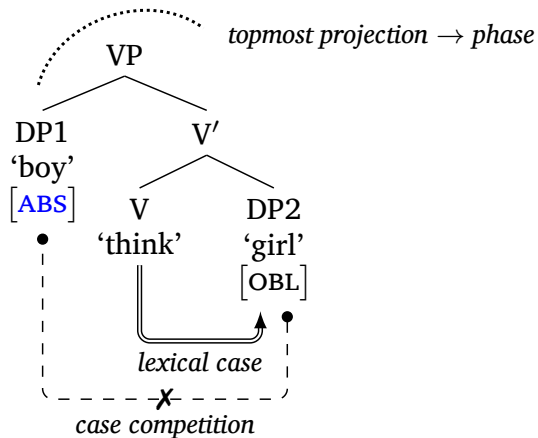 topmost projection → phase
VP
DP1
‘boy’
[ABS]
V′
V
‘think’
DP2
‘girl’
[OBL]
lexical case
✗
case competition